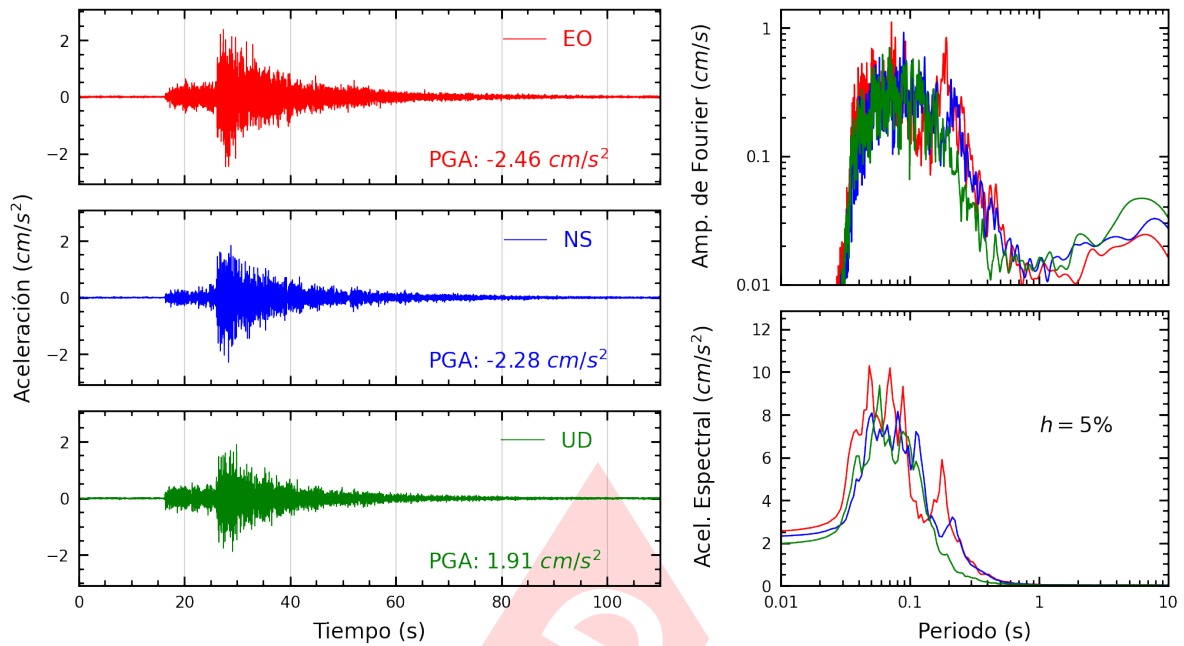 Aceleración (cm/s²)
2
0
−2
EO
PGA: -2.46 cm/s²
2
0
−2
NS
PGA: -2.28 cm/s²
2
0
−2
UD
PGA: 1.91 cm/s²
0 20 40 60 80 100
Tiempo (s)
Amp. de Fourier (cm/s)
1
0.1
0.01
Acel. Espectral (cm/s²)
12
10
8
6
4
2
0
h = 5%
0.01 0.1 1 10
Periodo (s)